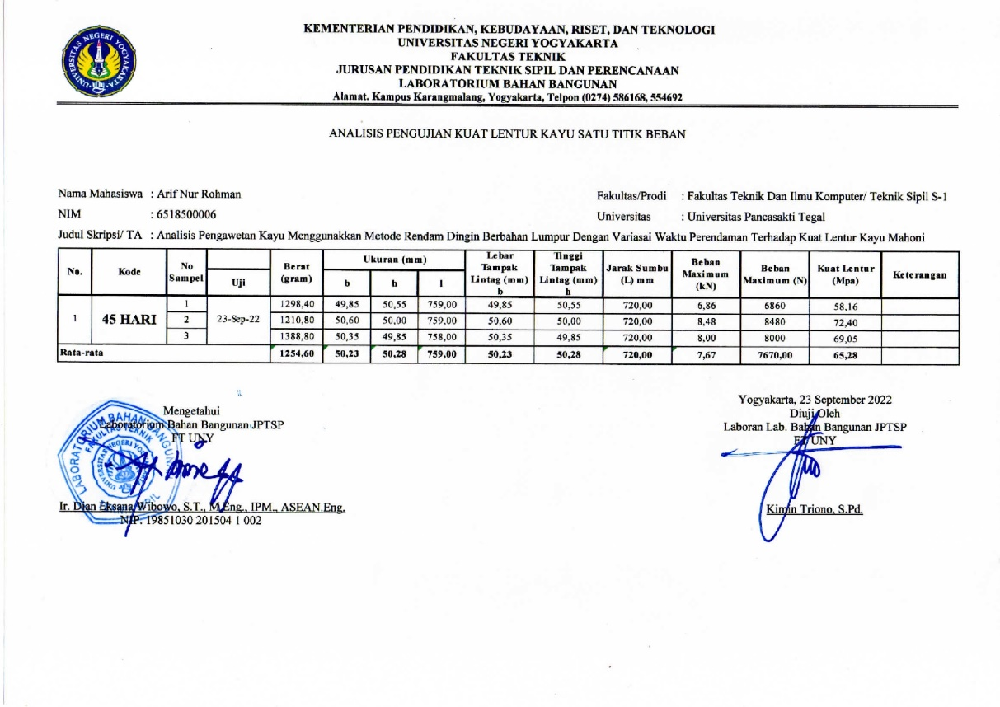 KEMENTERIAN PENDIDIKAN, KEBUDAYAAN, RISET, DAN TEKNOLOGI
UNIVERSITAS NEGERI YOGYAKARTA
FAKULTAS TEKNIK
JURUSAN PENDIDIKAN TEKNIK SIPIL DAN PERENCANAAN
LABORATORIUM BAHAN BANGUNAN
Alamat. Kampus Karangmalang, Yogyakarta, Telpon (0274) 586168, 554692
UNIVERSITAS NEGERI YOGYAKARTA
ANALISIS PENGUJIAN KUAT LENTUR KAYU SATU TITIK BEBAN
Nama Mahasiswa : Arif Nur Rohman
NIM : 6518500006
Fakultas/Prodi : Fakultas Teknik Dan Ilmu Komputer/ Teknik Sipil S-1
Universitas : Universitas Pancasakti Tegal
Judul Skripsi/ TA : Analisis Pengawetan Kayu Menggunakkan Metode Rendam Dingin Berbahan Lumpur Dengan Variasai Waktu Perendaman Terhadap Kuat Lentur Kayu Mahoni
No. Kode No Sampel Uji Berat (gram) Ukuran (mm) b h l Lebar Tampak Lintag (mm) b Tinggi Tampak Lintag (mm) h Jarak Sumbu (L) mm Beban Maximum (kN) Beban Maximum (N) Kuat Lentur (Mpa) Keterangan
1 45 HARI 1 23-Sep-22 1298,40 49,85 50,55 759,00 49,85 50,55 720,00 6,86 6860 58,16
2 1210,80 50,60 50,00 759,00 50,60 50,00 720,00 8,48 8480 72,40
3 1388,80 50,35 49,85 758,00 50,35 49,85 720,00 8,00 8000 69,05
Rata-rata 1254,60 50,23 50,28 759,00 50,23 50,28 720,00 7,67 7670,00 65,28
Mengetahui
Laboratorium Bahan Bangunan JPTSP
FT UNY
LABORATORIUM BAHAN BANGUNAN
FAKULTAS TEKNIK
UNIVERSITAS NEGERI YOGYAKARTA
Ir. Dian Eksana Wibowo, S.T., M.Eng., IPM., ASEAN.Eng.
NIP. 19851030 201504 1 002
Yogyakarta, 23 September 2022
Diuji Oleh
Laboran Lab. Bahan Bangunan JPTSP
FT UNY
Kimin Triono, S.Pd.